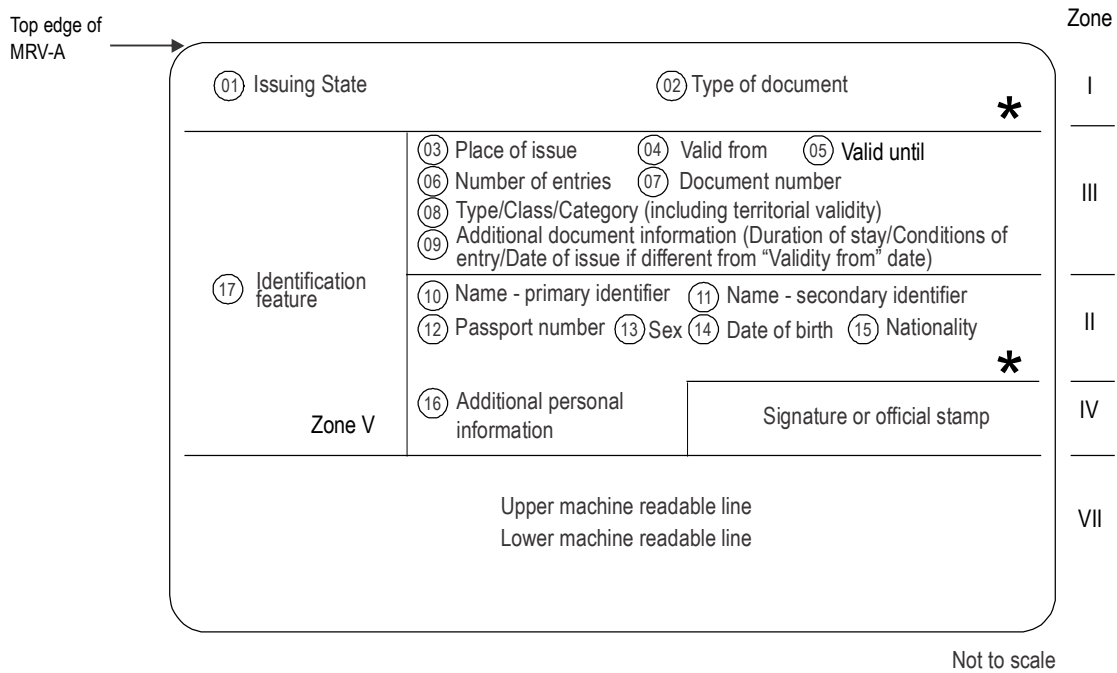 Zone
Top edge of
MRV-A
01 Issuing State 02 Type of document I
*
03 Place of issue 04 Valid from 05 Valid until
06 Number of entries 07 Document number
III
08 Type/Class/Category (including territorial validity)
09 Additional document information (Duration of stay/Conditions of
entry/Date of issue if different from “Validity from” date)
17 Identification
feature
10 Name - primary identifier 11 Name - secondary identifier
12 Passport number 13 Sex 14 Date of birth 15 Nationality
II
*
16 Additional personal
information
Signature or official stamp
IV
Zone V
Upper machine readable line
Lower machine readable line
VII
Not to scale